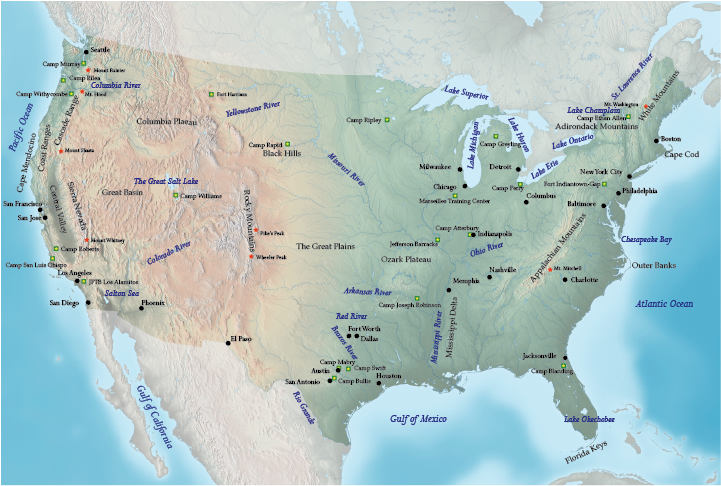 Seattle
Camp Murray
Mount Rainier
Camp Rilea
Columbia River
Camp Withycombe
Mt. Hood
Fort Harrison
Yellowstone River
Columbia Plateau
Cascade Range
Coast Ranges
Cape Mendocino
Pacific Ocean
Mount Shasta
Camp Rapid
Black Hills
Camp Ripley
Lake Superior
St. Lawrence River
Mt. Washington
White Mountains
Lake Champlain
Camp Ethan Allen
Adirondack Mountains
Camp Greyling
Lake Huron
Lake Michigan
Lake Ontario
Boston
Cape Cod
Lake Erie
Missouri River
Milwaukee
Detroit
New York City
Chicago
Camp Perry
Fort Indiantown-Gap
Philadelphia
Marseilles Training Center
Columbus
Baltimore
The Great Salt Lake
Great Basin
Camp Williams
Rocky Mountains
Central Valley
Sierra Nevada
San Francisco
San Jose
Pike's Peak
Camp Atterbury
Indianapolis
Jefferson Barracks
Ohio River
Appalachian Mountains
Chesapeake Bay
Mount Whitney
Camp Roberts
Colorado River
The Great Plains
Wheeler Peak
Ozark Plateau
Camp San Luis Obispo
Los Angeles
JFTB Los Alamitos
Nashville
Mt. Mitchell
Charlotte
Outer Banks
Salton Sea
San Diego
Phoenix
Arkansas River
Memphis
Camp Joseph Robinson
Mississippi River
Mississippi Delta
Atlantic Ocean
Red River
Fort Worth
Dallas
Brazos River
El Paso
Camp Mabry
Camp Swift
Austin
Houston
San Antonio
Camp Bullis
Jacksonville
Camp Blanding
Rio Grande
Gulf of California
Gulf of Mexico
Lake Okechobee
Florida Keys